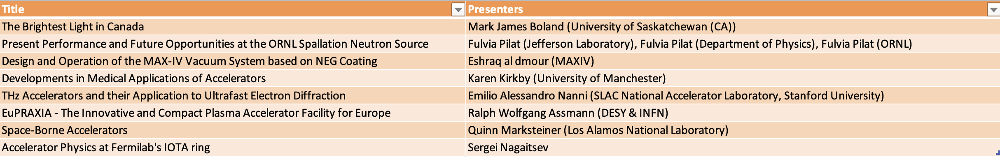 Title Presenters
The Brightest Light in Canada Mark James Boland (University of Saskatchewan (CA))
Present Performance and Future Opportunities at the ORNL Spallation Neutron Source Fulvia Pilat (Jefferson Laboratory), Fulvia Pilat (Department of Physics), Fulvia Pilat (ORNL)
Design and Operation of the MAX-IV Vacuum System based on NEG Coating Eshraq al dmour (MAXIV)
Developments in Medical Applications of Accelerators Karen Kirkby (University of Manchester)
THz Accelerators and their Application to Ultrafast Electron Diffraction Emilio Alessandro Nanni (SLAC National Accelerator Laboratory, Stanford University)
EuPRAXIA - The Innovative and Compact Plasma Accelerator Facility for Europe Ralph Wolfgang Assmann (DESY & INFN)
Space-Borne Accelerators Quinn Marksteiner (Los Alamos National Laboratory)
Accelerator Physics at Fermilab's IOTA ring Sergei Nagaitsev